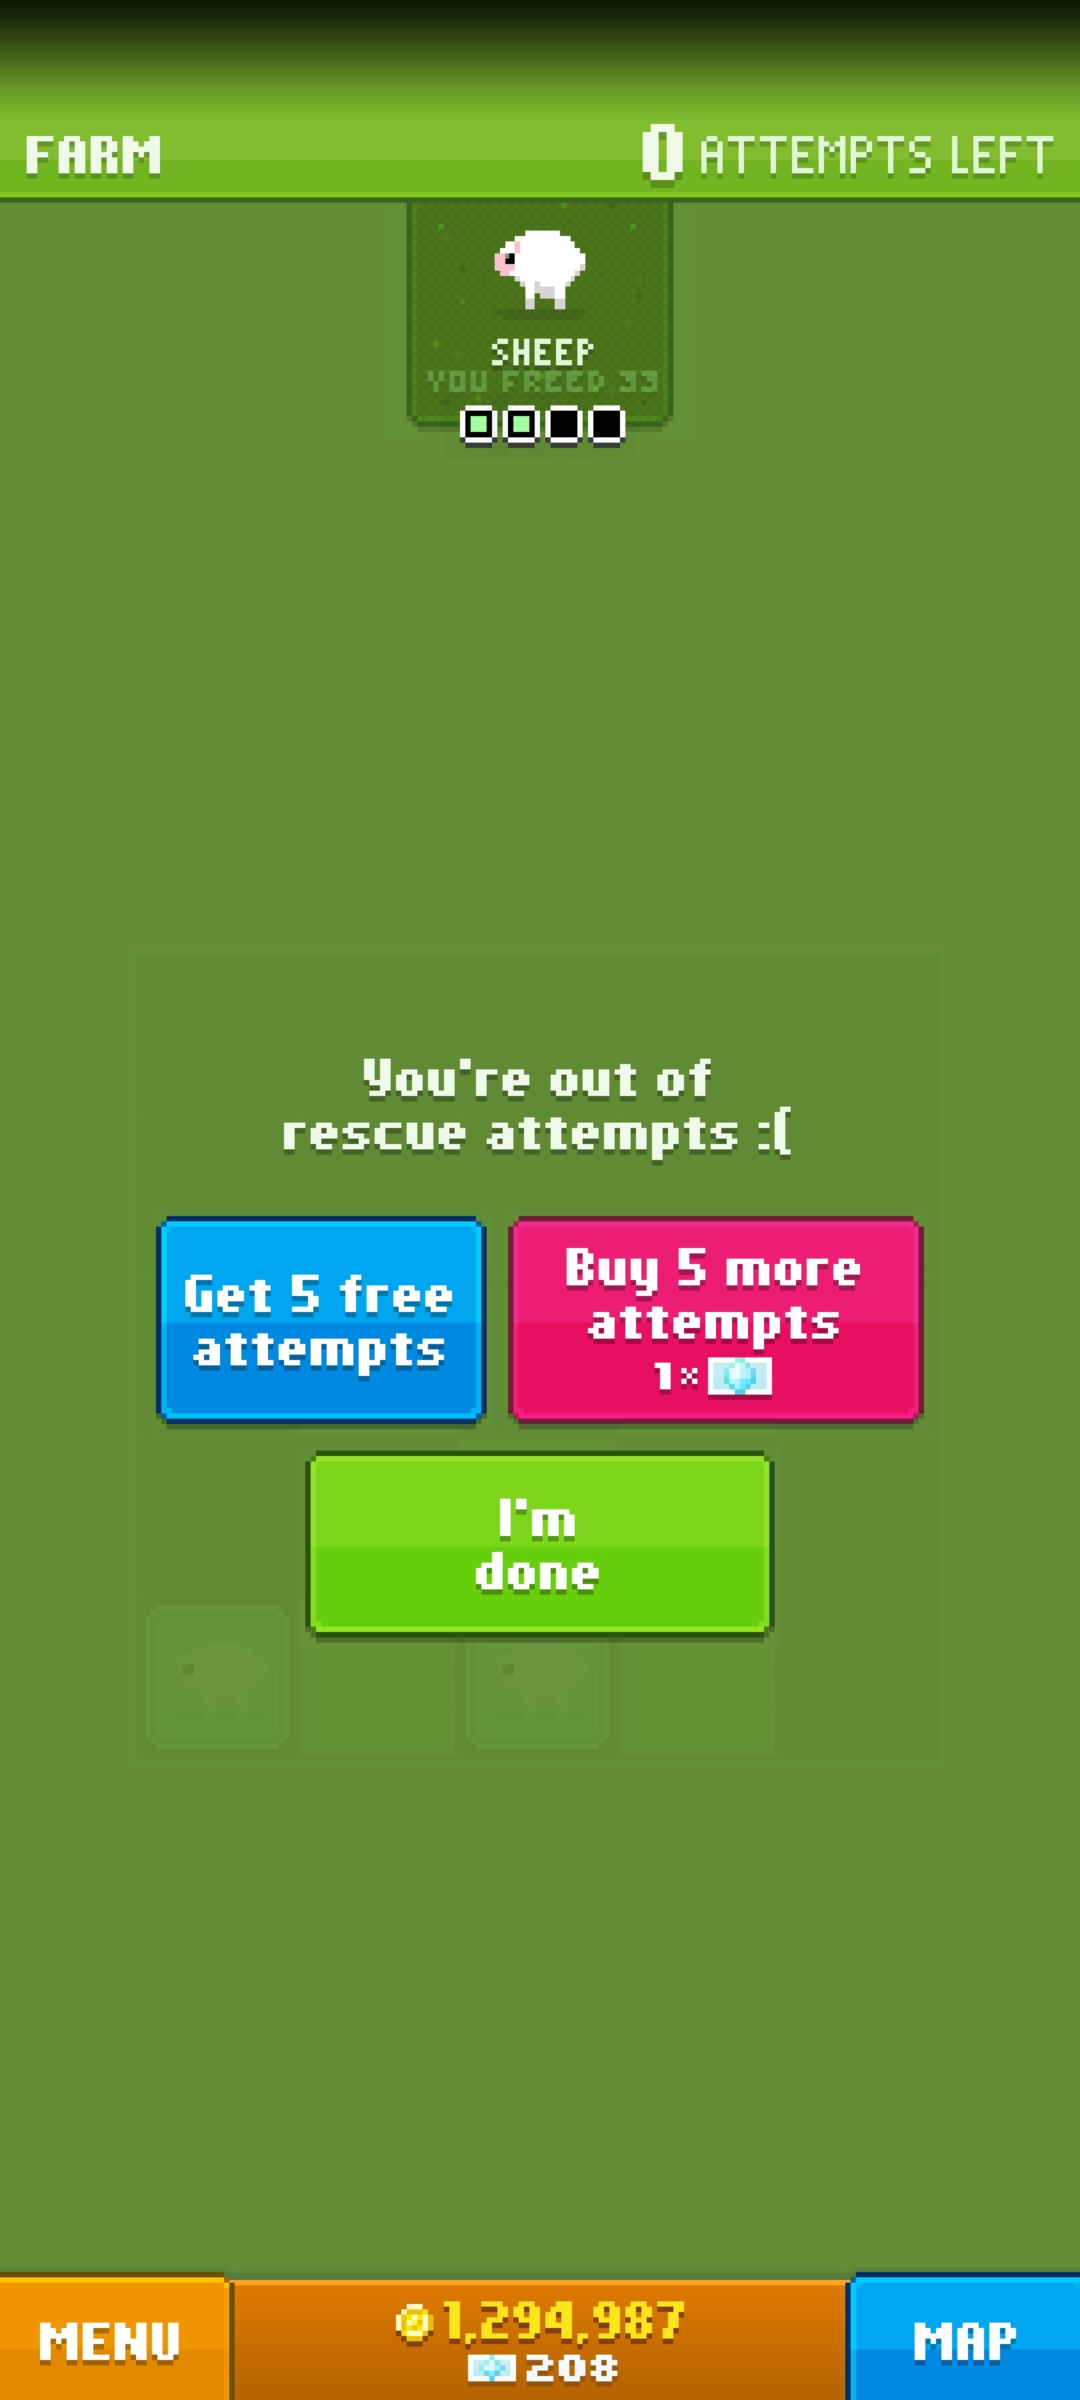 FARM
0 ATTEMPTS LEFT
SHEEP
YOU FREED 33
You're out of
rescue attempts :(
Get 5 free
attempts
Buy 5 more
attempts
1×
I'm
done
MENU
1,294,987
208
MAP